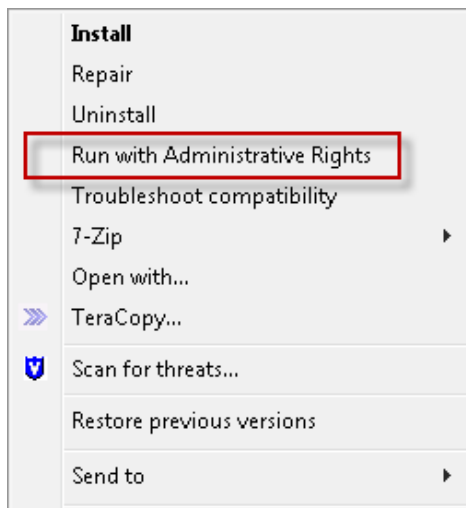 Install
Repair
Uninstall
Run with Administrative Rights
Troubleshoot compatibility
7-Zip
Open with...
TeraCopy...
Scan for threats...
Restore previous versions
Send to